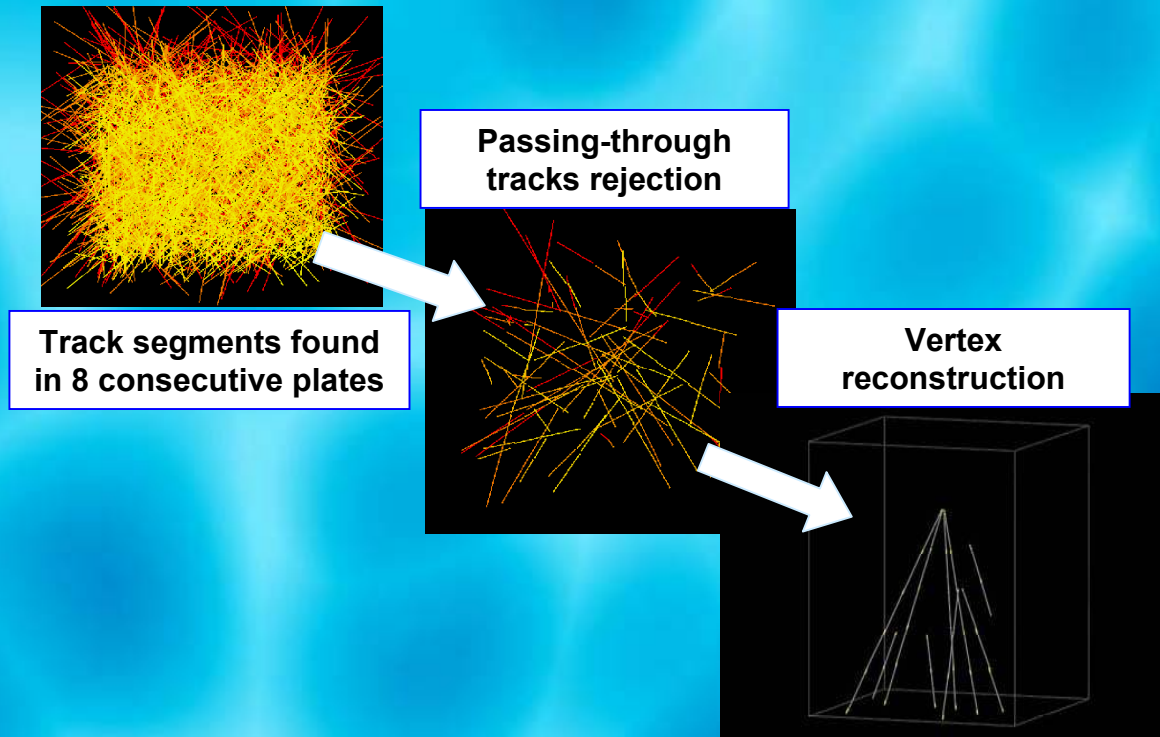 Passing-through
tracks rejection
Track segments found
in 8 consecutive plates
Vertex
reconstruction